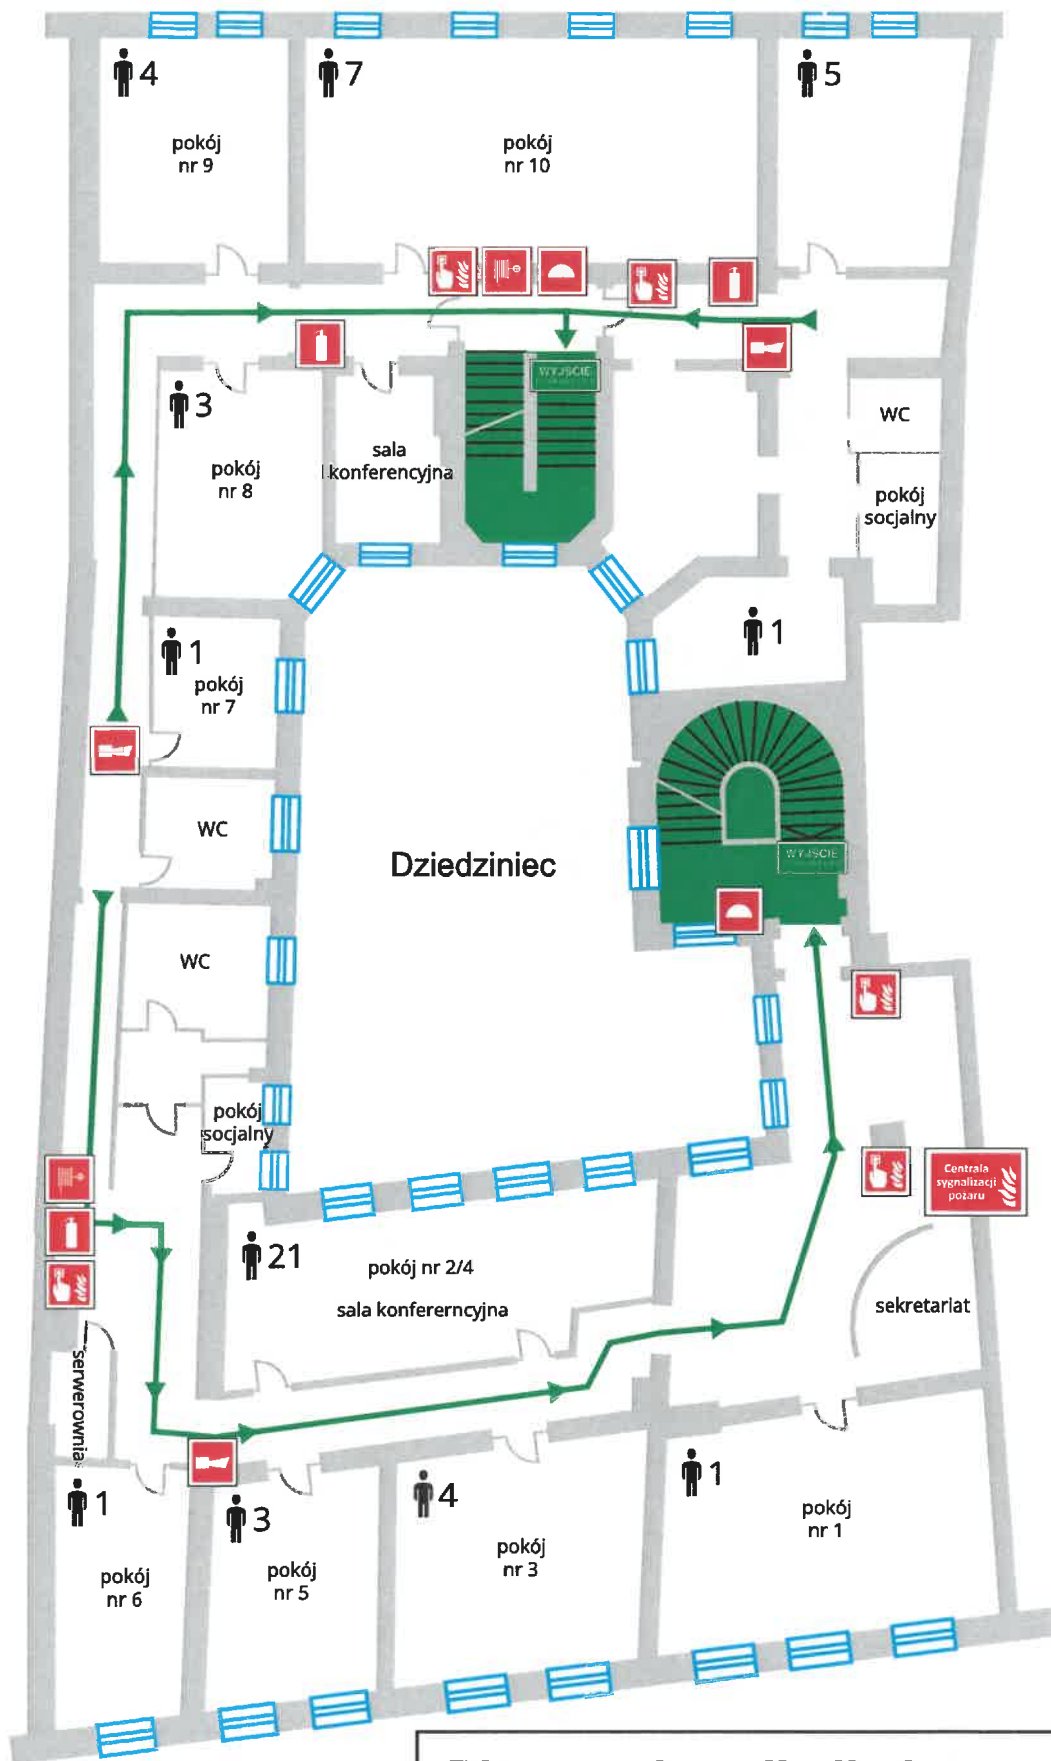 4
7
5
pokój
nr 9
pokój
nr 10
WYJŚCIE
3
WC
sala
konferencyjna
pokój
nr 8
pokój
socjalny
1
1
pokój
nr 7
WC
Dziedziniec
WYJŚCIE
WC
pokój
socjalny
Centrala
sygnalizacji
pożaru
21
pokój nr 2/4
sala konfererncyjna
sekretariat
serwerownia
1
3
4
1
pokój
nr 1
pokój
nr 3
pokój
nr 5
pokój
nr 6